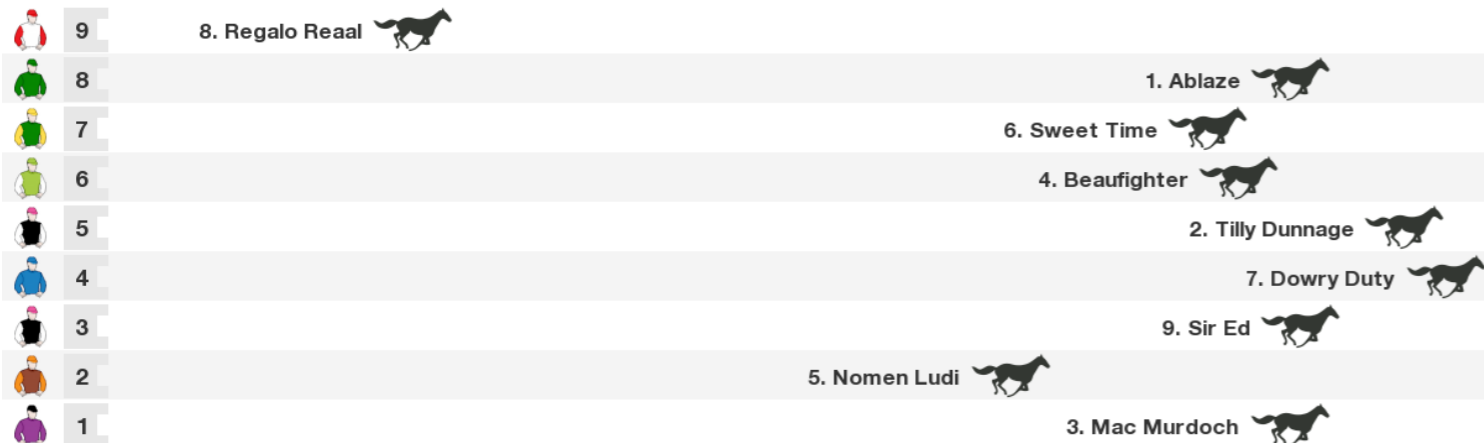 9 8. Regalo Reaal
8 1. Ablaze
7 6. Sweet Time
6 4. Beaufighter
5 2. Tilly Dunnage
4 7. Dowry Duty
3 9. Sir Ed
2 5. Nomen Ludi
1 3. Mac Murdoch